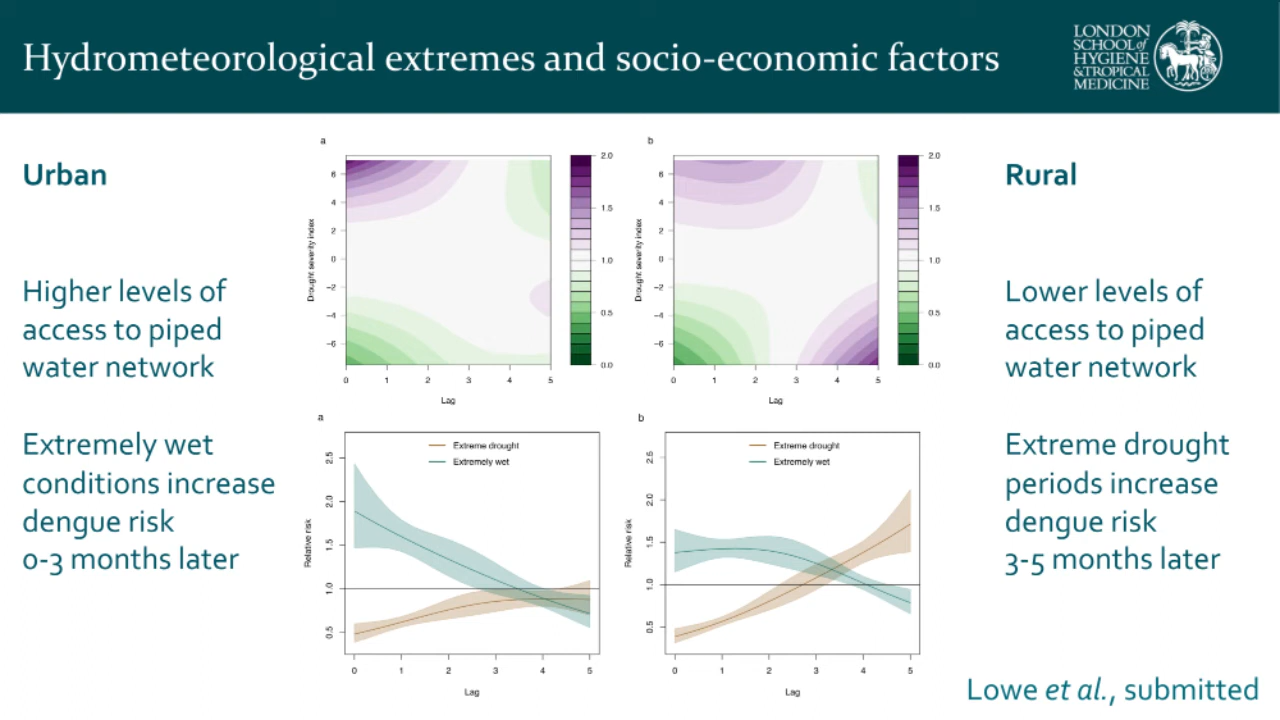 Hydrometeorological extremes and socio-economic factors
LONDON
SCHOOL of
HYGIENE
& TROPICAL
MEDICINE
Urban
Higher levels of
access to piped
water network
Extremely wet
conditions increase
dengue risk
0-3 months later
a
6
4
2
0
−2
−4
−6
Drought severity index
0 1 2 3 4 5
Lag
2.0
1.5
1.0
0.5
0.0
b
6
4
2
0
−2
−4
−6
Drought severity index
0 1 2 3 4 5
Lag
2.0
1.5
1.0
0.5
0.0
a
Extreme drought
Extremely wet
2.5
2.0
1.5
1.0
0.5
Relative risk
0 1 2 3 4 5
Lag
b
Extreme drought
Extremely wet
2.5
2.0
1.5
1.0
0.5
Relative risk
0 1 2 3 4 5
Lag
Rural
Lower levels of
access to piped
water network
Extreme drought
periods increase
dengue risk
3-5 months later
Lowe et al., submitted